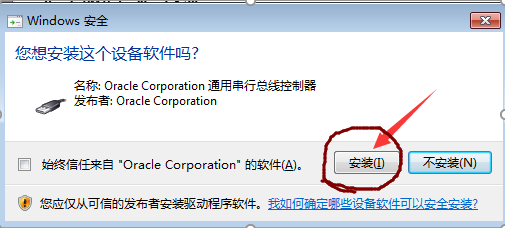 Windows 安全
您想安装这个设备软件吗?
名称: Oracle Corporation 通用串行总线控制器
发布者: Oracle Corporation
始终信任来自 "Oracle Corporation" 的软件(A)。
安装(I)
不安装(N)
您应仅从可信的发布者安装驱动程序软件。我如何确定哪些设备软件可以安全安装?